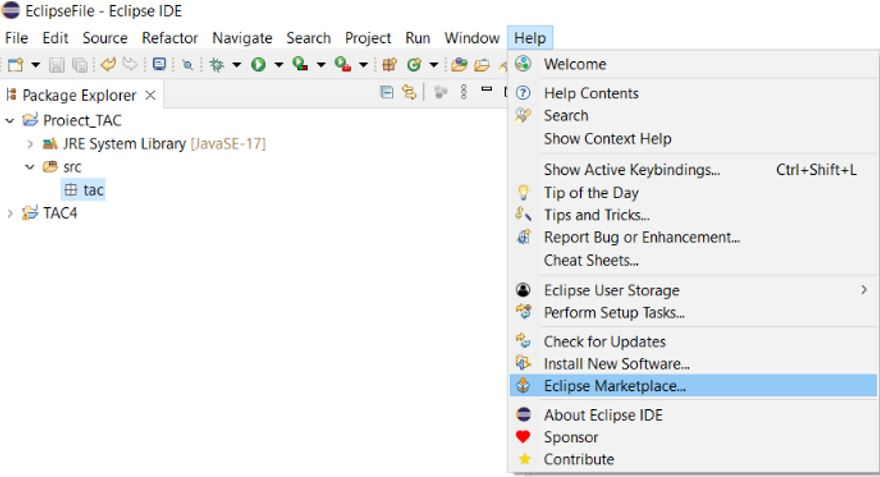 EclipseFile - Eclipse IDE
File Edit Source Refactor Navigate Search Project Run Window Help
Package Explorer
Proiect_TAC
JRE System Library [JavaSE-17]
src
tac
TAC4
Welcome
Help Contents
Search
Show Context Help
Show Active Keybindings... Ctrl+Shift+L
Tip of the Day
Tips and Tricks...
Report Bug or Enhancement...
Cheat Sheets...
Eclipse User Storage
Perform Setup Tasks...
Check for Updates
Install New Software...
Eclipse Marketplace...
About Eclipse IDE
Sponsor
Contribute